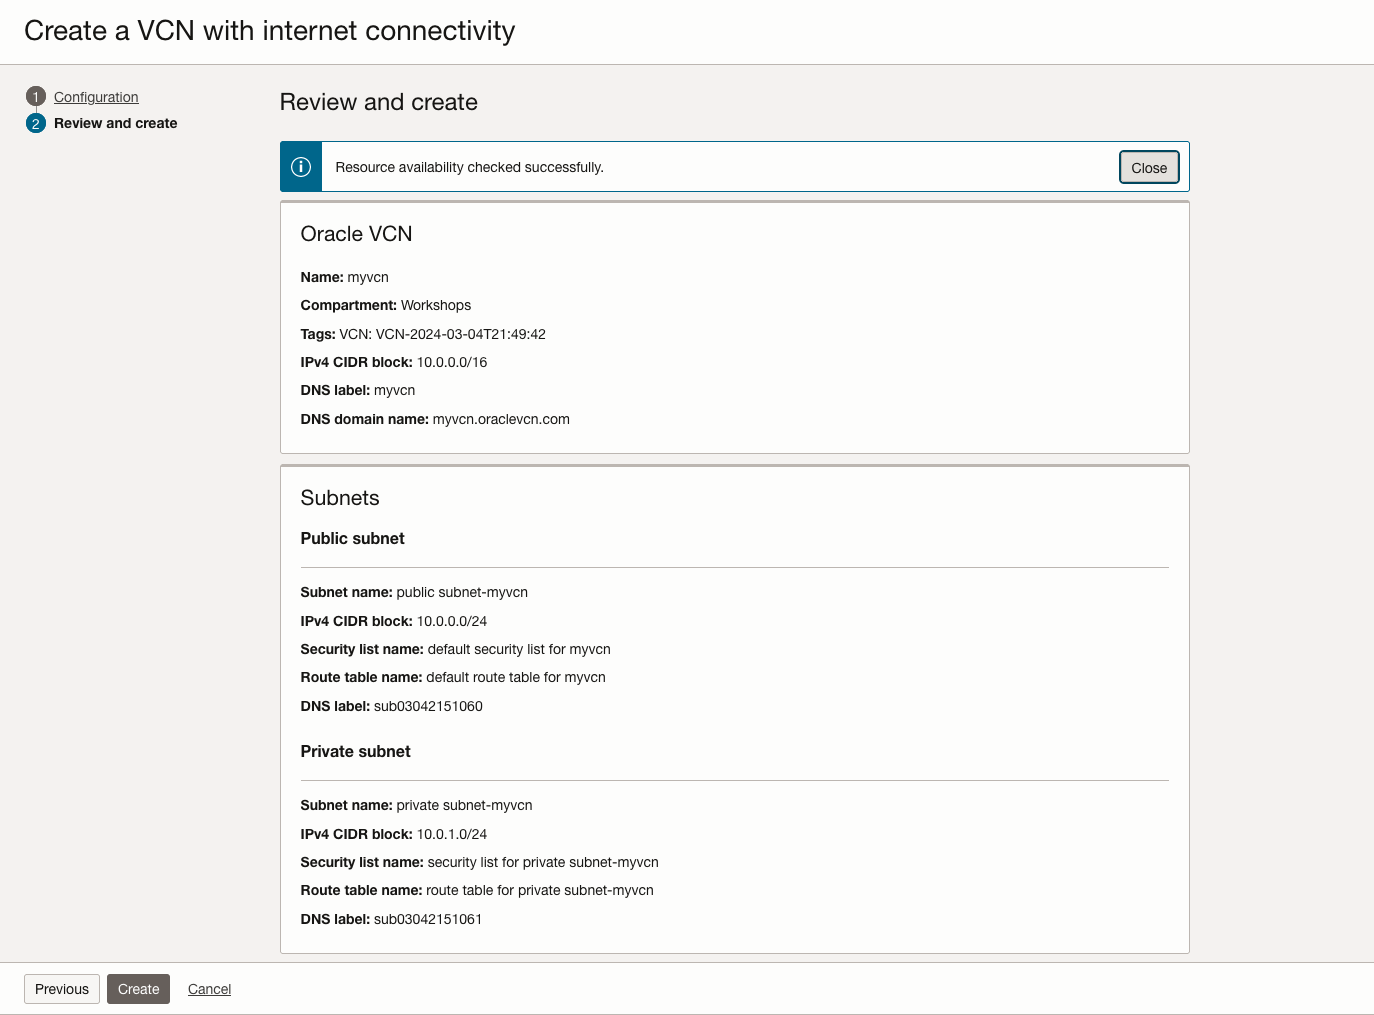 Create a VCN with internet connectivity
1 Configuration
2 Review and create
Review and create
Resource availability checked successfully.
Close
Oracle VCN
Name: myvcn
Compartment: Workshops
Tags: VCN: VCN-2024-03-04T21:49:42
IPv4 CIDR block: 10.0.0.0/16
DNS label: myvcn
DNS domain name: myvcn.oraclevcn.com
Subnets
Public subnet
Subnet name: public subnet-myvcn
IPv4 CIDR block: 10.0.0.0/24
Security list name: default security list for myvcn
Route table name: default route table for myvcn
DNS label: sub03042151060
Private subnet
Subnet name: private subnet-myvcn
IPv4 CIDR block: 10.0.1.0/24
Security list name: security list for private subnet-myvcn
Route table name: route table for private subnet-myvcn
DNS label: sub03042151061
Previous Create Cancel